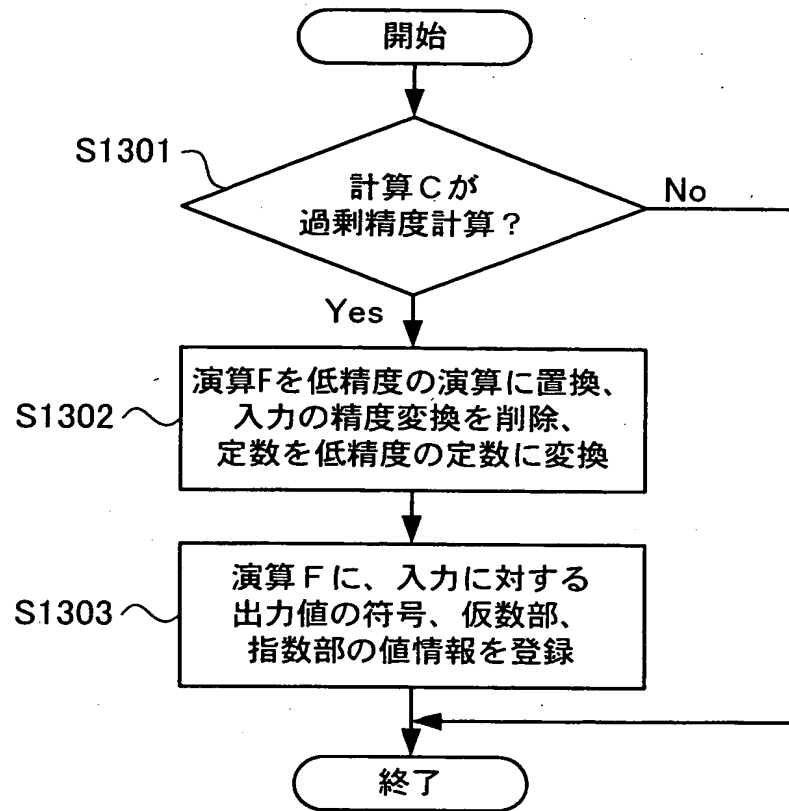 開始
S1301
計算Cが
過剰精度計算?
No
Yes
S1302
演算Fを低精度の演算に置換、
入力の精度変換を削除、
定数を低精度の定数に変換
S1303
演算Fに、入力に対する
出力値の符号、仮数部、
指数部の値情報を登録
終了